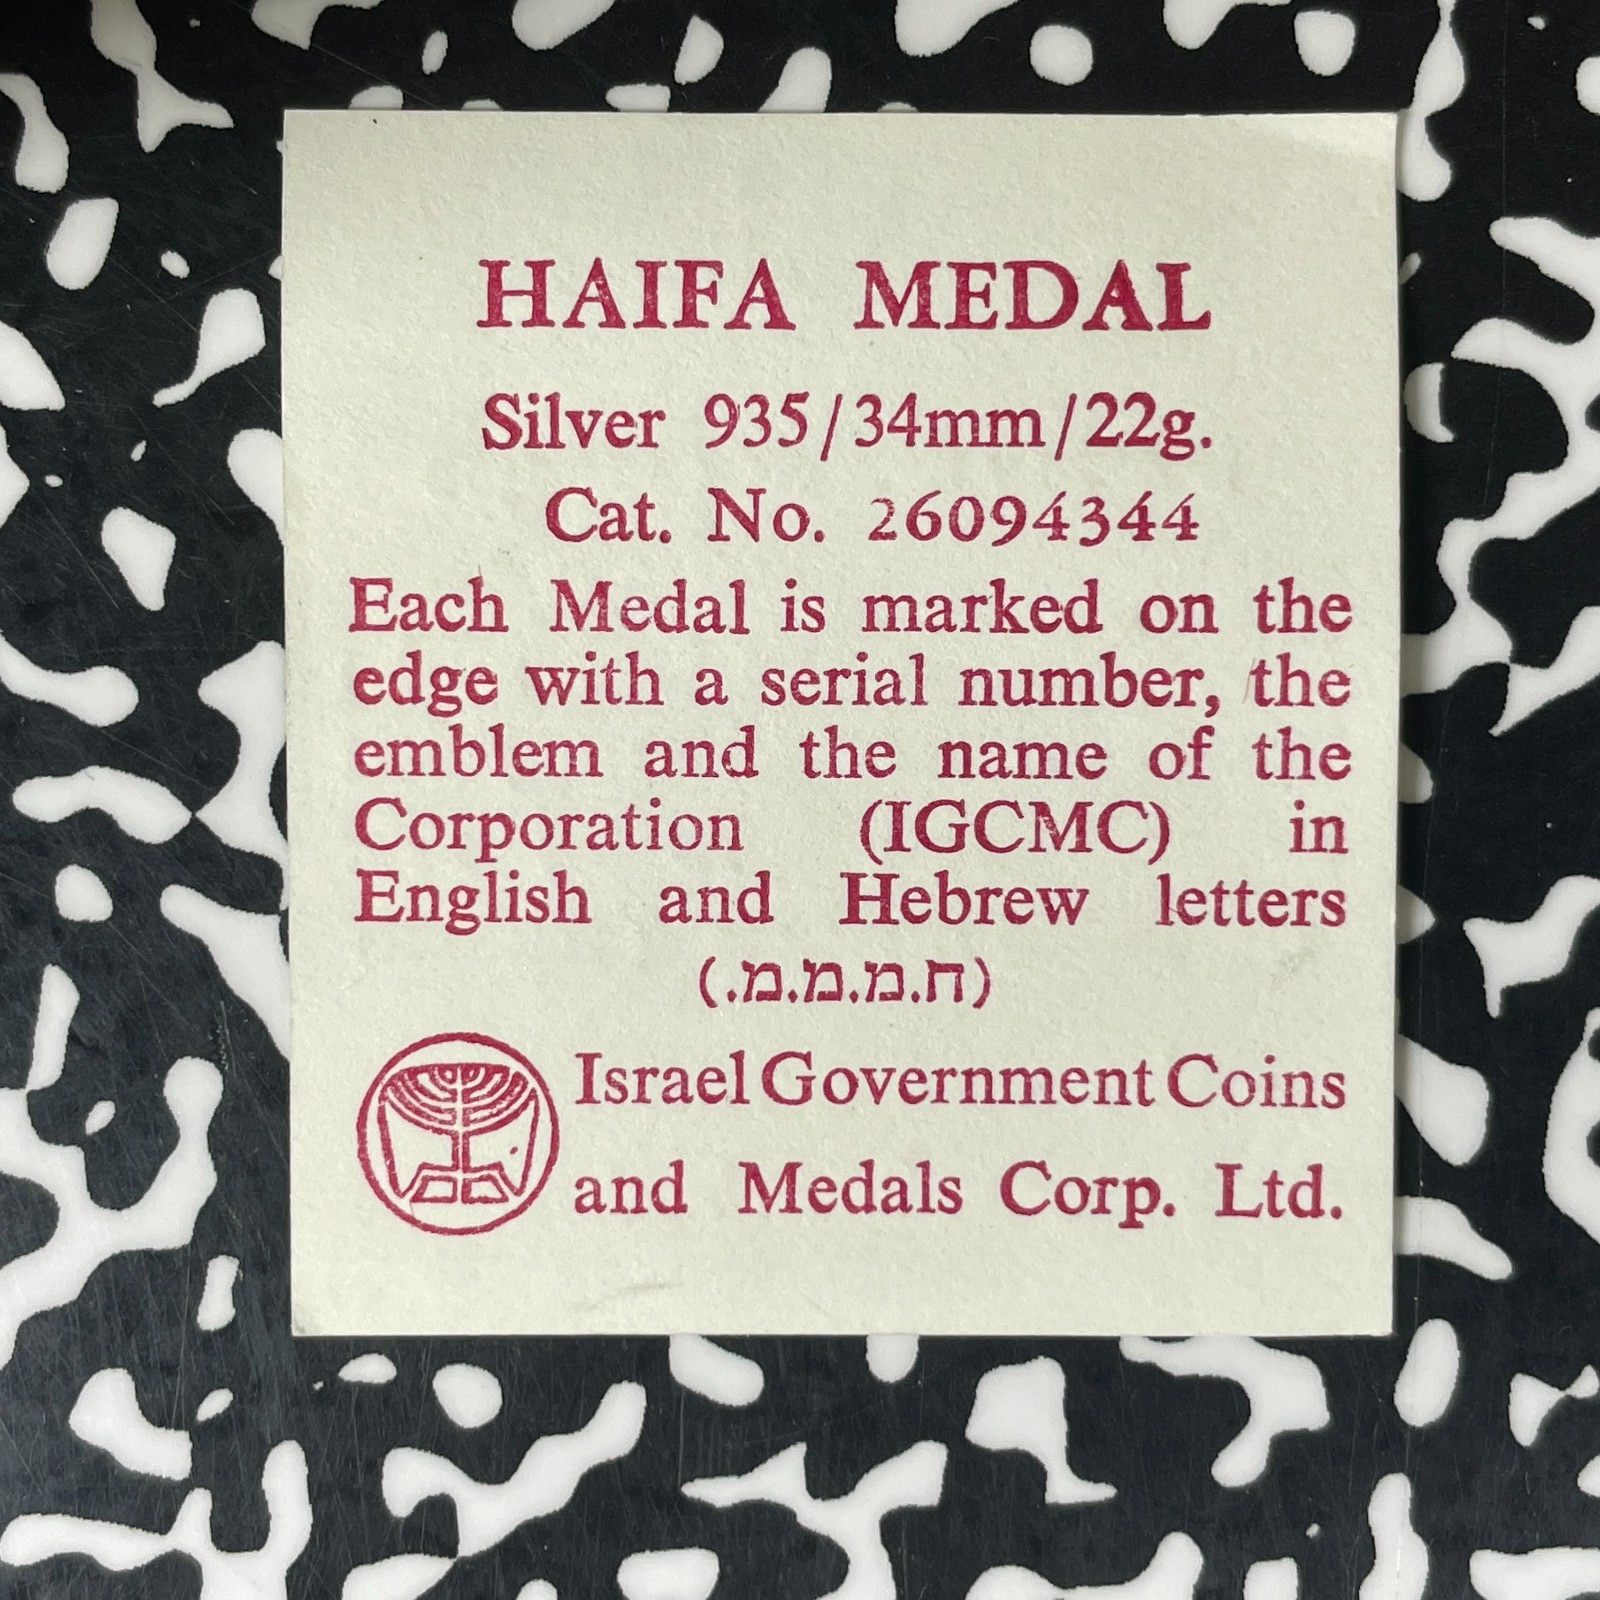 HAIFA MEDAL
Silver 935/34mm/22g.
Cat. No. 26094344
Each Medal is marked on the
edge with a serial number, the
emblem and the name of the
Corporation (IGCMC) in
English and Hebrew letters
(ח.מ.מ.מ.)
Israel Government Coins
and Medals Corp. Ltd.